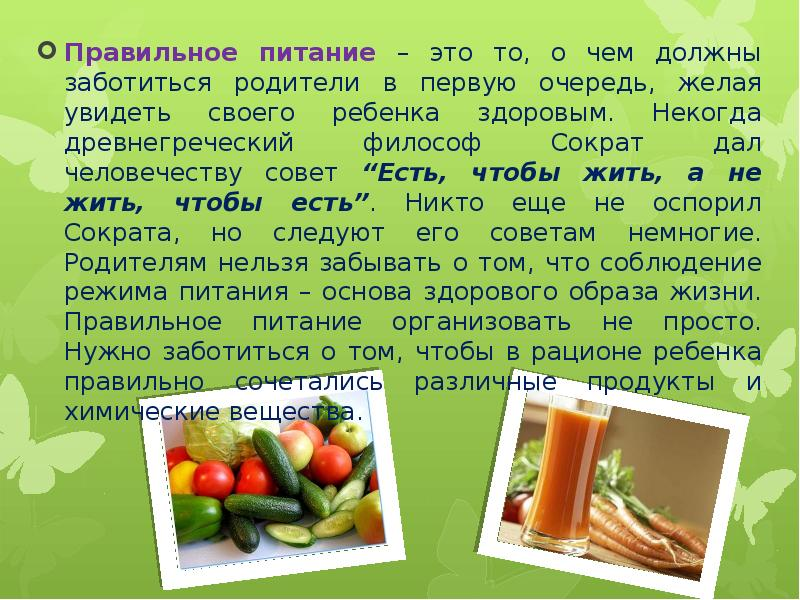 Правильное питание – это то, о чем должны
заботиться родители в первую очередь, желая
увидеть своего ребенка здоровым. Некогда
древнегреческий философ Сократ дал
человечеству совет “Есть, чтобы жить, а не
жить, чтобы есть”. Никто еще не оспорил
Сократа, но следуют его советам немногие.
Родителям нельзя забывать о том, что соблюдение
режима питания – основа здорового образа жизни.
Правильное питание организовать не просто.
Нужно заботиться о том, чтобы в рационе ребенка
правильно сочетались различные продукты и
химические вещества.